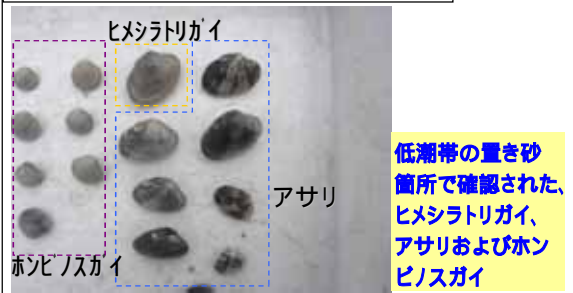 ヒメシラトリガイ
アサリ
ホンビノスガイ
低潮帯の置き砂
箇所で確認された、
ヒメシラトリガイ、
アサリおよびホン
ビノスガイ